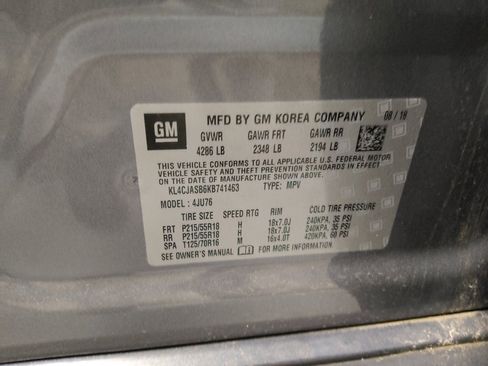 GM
MFD BY GM KOREA COMPANY 08 / 18
GVWR GAWR FRT GAWR RR
4286 LB 2348 LB 2194 LB
THIS VEHICLE CONFORMS TO ALL APPLICABLE U.S. FEDERAL MOTOR
VEHICLE SAFETY, BUMPER, AND THEFT PREVENTION STANDARDS
IN EFFECT ON THE DATE OF MANUFACTURE SHOWN ABOVE.
KL4CJASB6KB741463 TYPE: MPV
MODEL: 4JU76
TIRE SIZE SPEED RTG RIM COLD TIRE PRESSURE
FRT P215/55R18 H 18x7.0J 240KPA, 35 PSI
RR P215/55R18 H 18x7.0J 240KPA, 35 PSI
SPA T125/70R16 M 16x4.0T 420KPA, 60 PSI
SEE OWNER'S MANUAL FOR MORE INFORMATION.